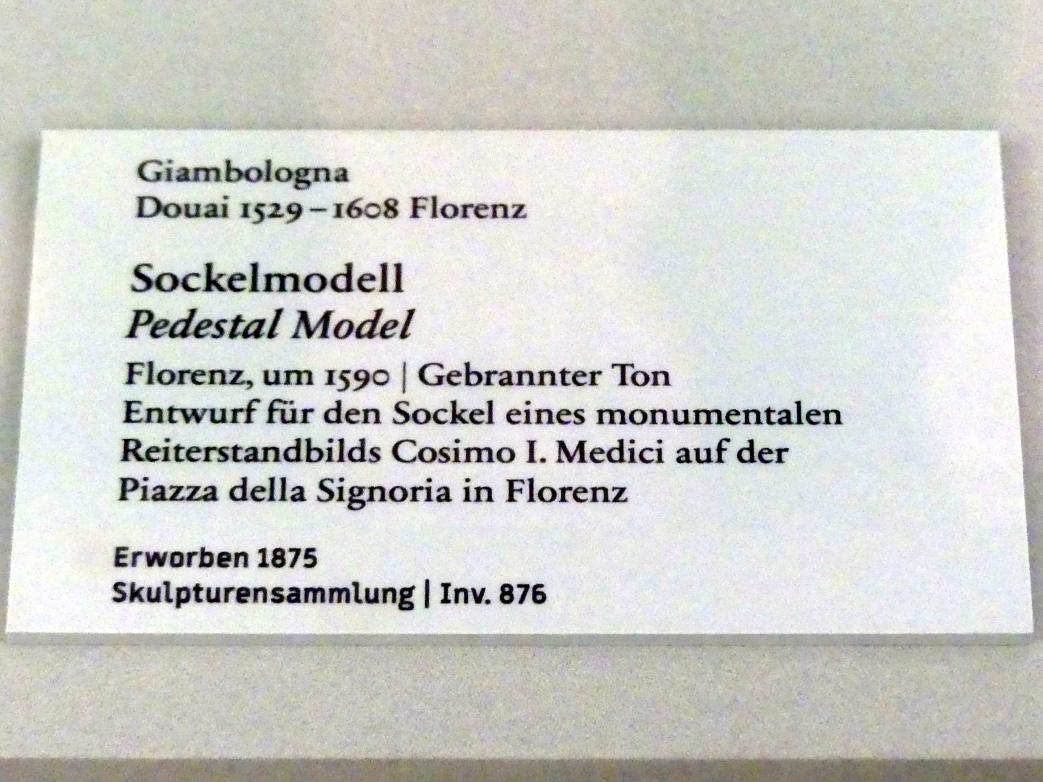 Giambologna
Douai 1529 – 1608 Florenz
Sockelmodell
Pedestal Model
Florenz, um 1590 | Gebrannter Ton
Entwurf für den Sockel eines monumentalen
Reiterstandbilds Cosimo I. Medici auf der
Piazza della Signoria in Florenz
Erworben 1875
Skulpturensammlung | Inv. 876